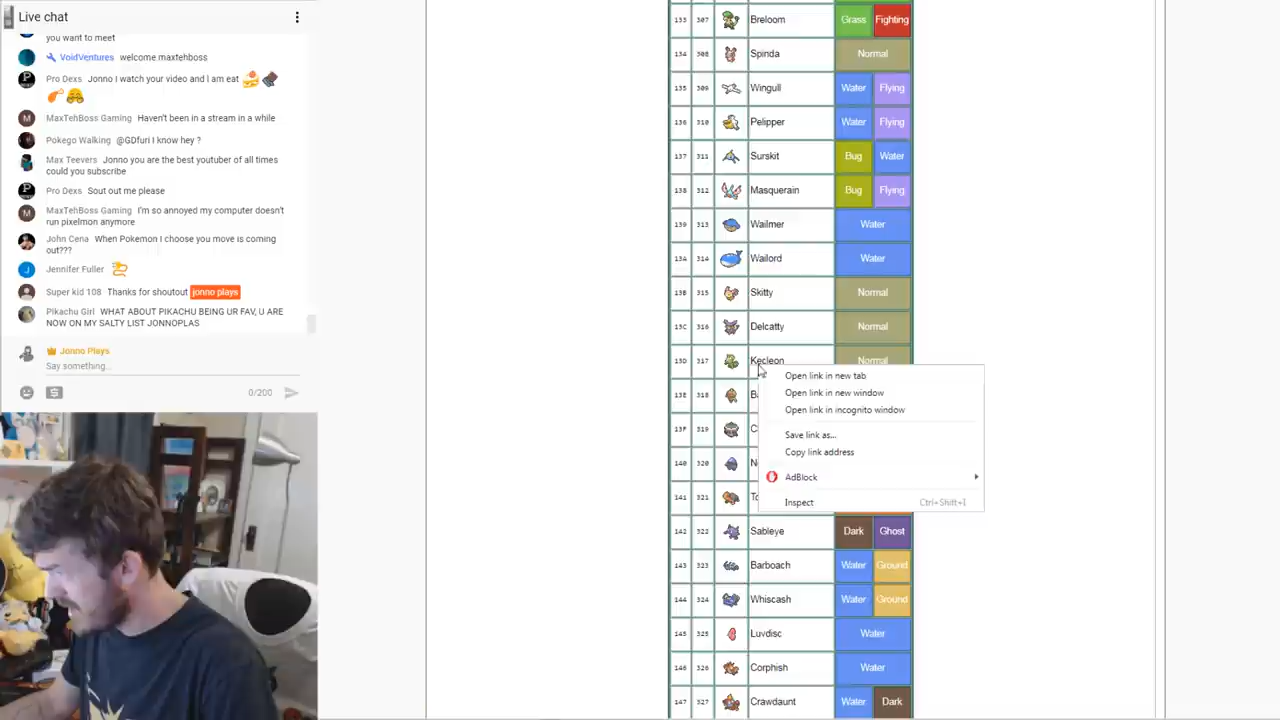 Live chat
you want to meet
VoidVentures welcome maxtehboss
Pro Dexs Jonno I watch your video and I am eat
MaxTehBoss Gaming Haven't been in a stream in a while
Pokego Walking @GDfuri I know hey ?
Max Teevers Jonno you are the best youtuber of all times
could you subscribe
Pro Dexs Sout out me please
MaxTehBoss Gaming I'm so annoyed my computer doesn't
run pixelmon anymore
John Cena When Pokemon I choose you move is coming
out???
Jennifer Fuller
Super kid 108 Thanks for shoutout jonno plays
Pikachu Girl WHAT ABOUT PIKACHU BEING UR FAV, U ARE
NOW ON MY SALTY LIST JONNOPLAS
Jonno Plays
Say something...
0/200
133 307 Breloom Grass Fighting
134 308 Spinda Normal
135 309 Wingull Water Flying
136 310 Pelipper Water Flying
137 311 Surskit Bug Water
138 312 Masquerain Bug Flying
139 313 Wailmer Water
13A 314 Wailord Water
13B 315 Skitty Normal
13C 316 Delcatty Normal
13D 317 Kecleon Normal
13E 318 B
13F 319 C
140 320 N
141 321 To
142 322 Sableye Dark Ghost
143 323 Barboach Water Ground
144 324 Whiscash Water Ground
145 325 Luvdisc Water
146 326 Corphish Water
147 327 Crawdaunt Water Dark
Open link in new tab
Open link in new window
Open link in incognito window
Save link as...
Copy link address
AdBlock
Inspect Ctrl+Shift+I